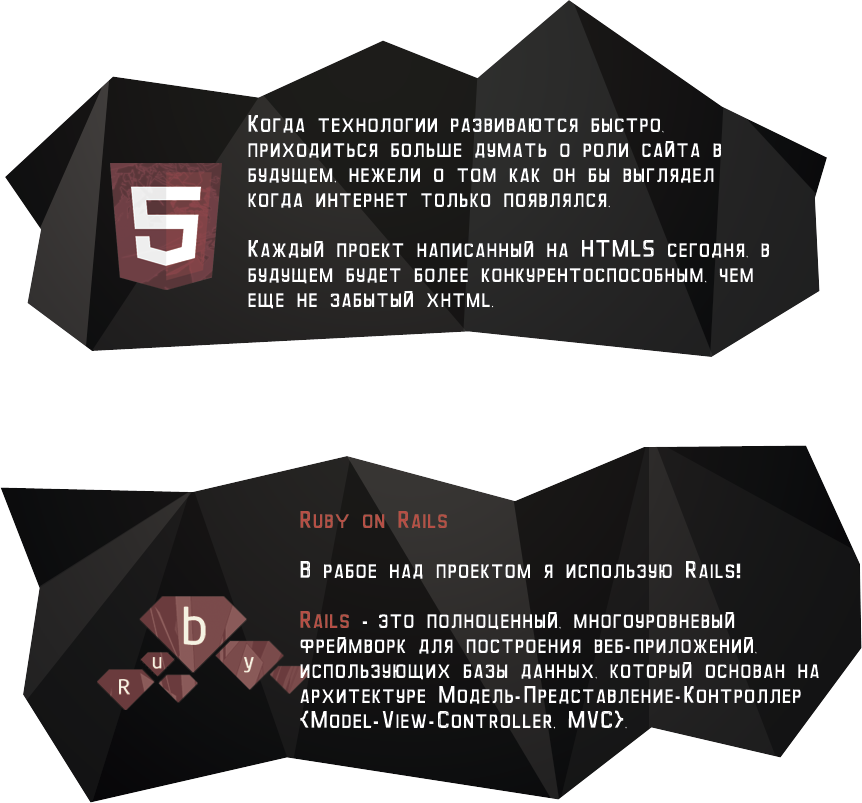 Когда технологии развиваются быстро,
приходиться больше думать о роли сайта в
будущем, нежели о том как он бы выглядел
когда интернет только появлялся.
5
Каждый проект написанный на HTML5 сегодня, в
будущем будет более конкурентоспособным, чем
еще не забытый xhtml.
Ruby on Rails
В рабое над проектом я использую Rails!
Rails - это полноценный, многоуровневый
фреймворк для построения веб-приложений,
использующих базы данных, который основан на
архитектуре Модель-Представление-Контроллер
{Model-View-Controller, MVC}.
R u b y